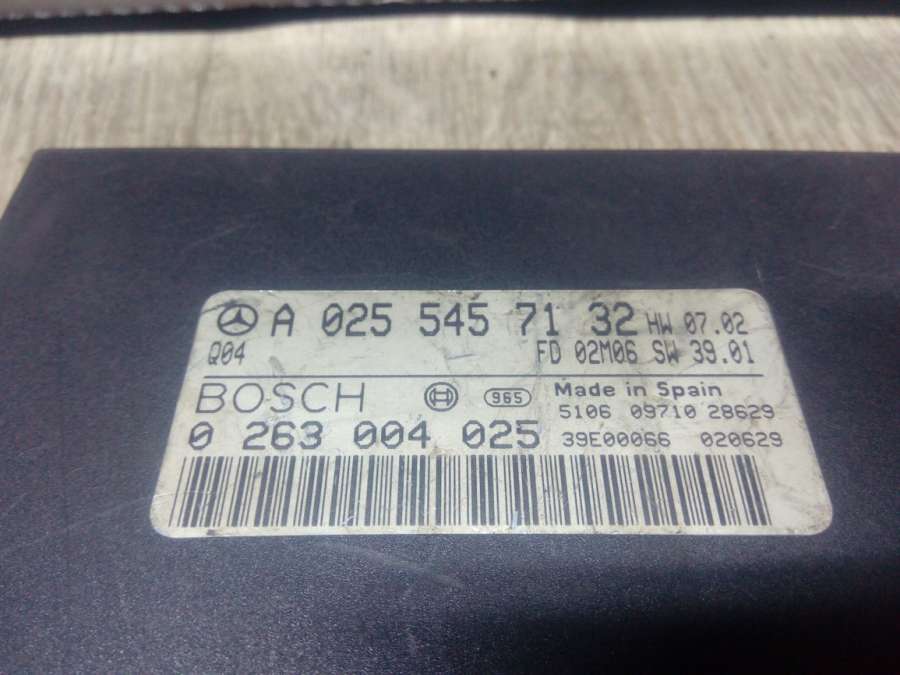 A 025 545 71 32 HW 07.02
Q04 FD 02M06 SW 39.01
BOSCH 965 Made in Spain
5106 09710 28629
0 263 004 025 39E00066 020629